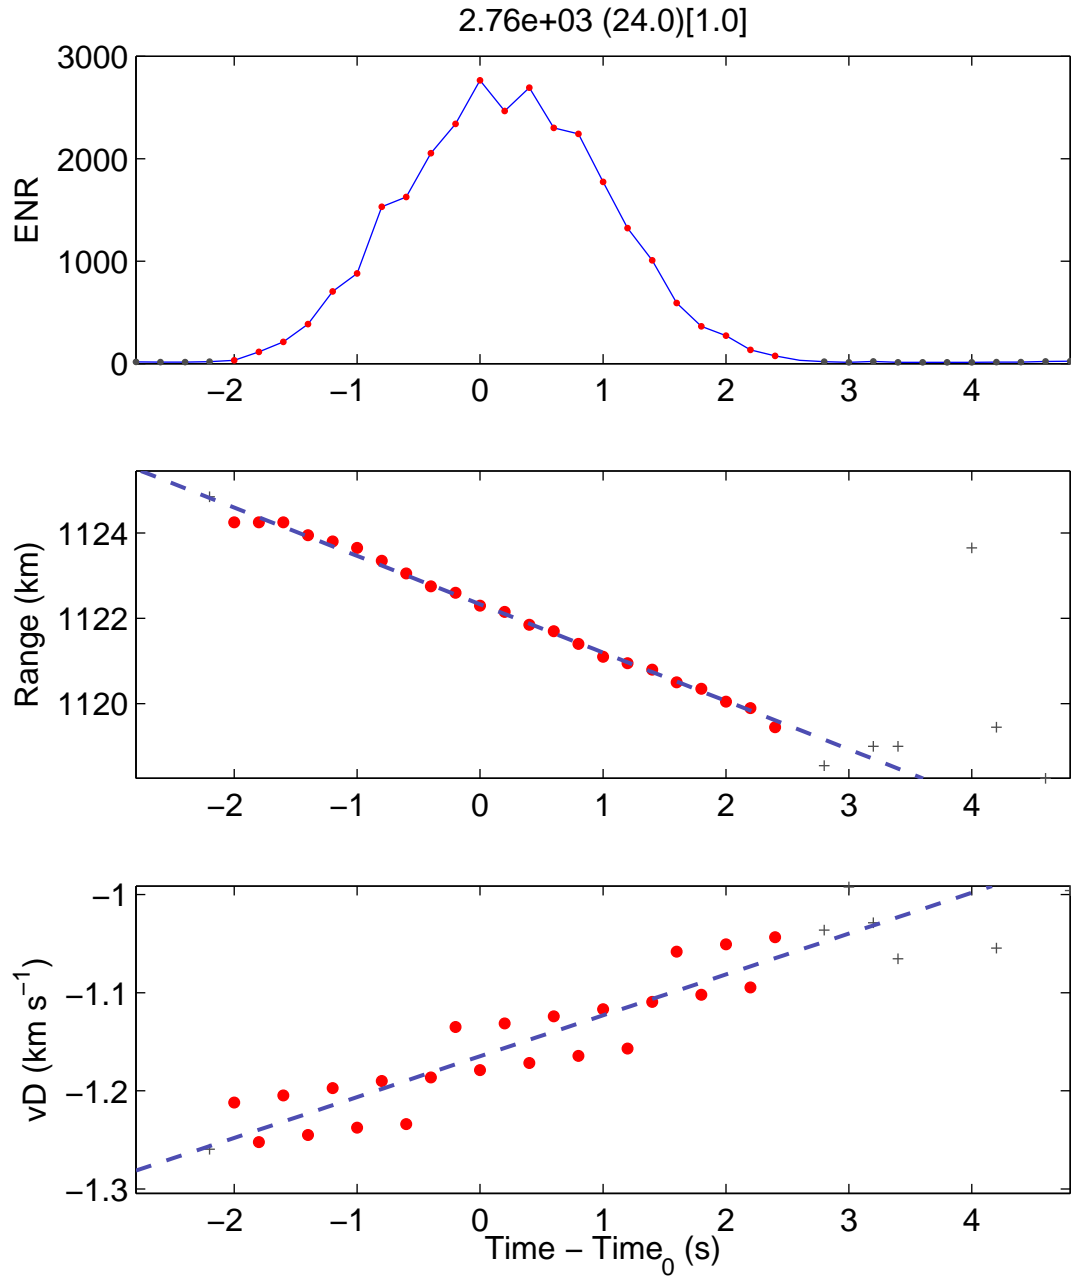 2.76e+03 (24.0)[1.0]
3000
2000
1000
0
ENR
−2 −1 0 1 2 3 4
1124
1122
1120
Range (km)
−2 −1 0 1 2 3 4
−1
−1.1
−1.2
−1.3
vD (km s⁻¹)
−2 −1 0 1 2 3 4
Time − Time₀ (s)